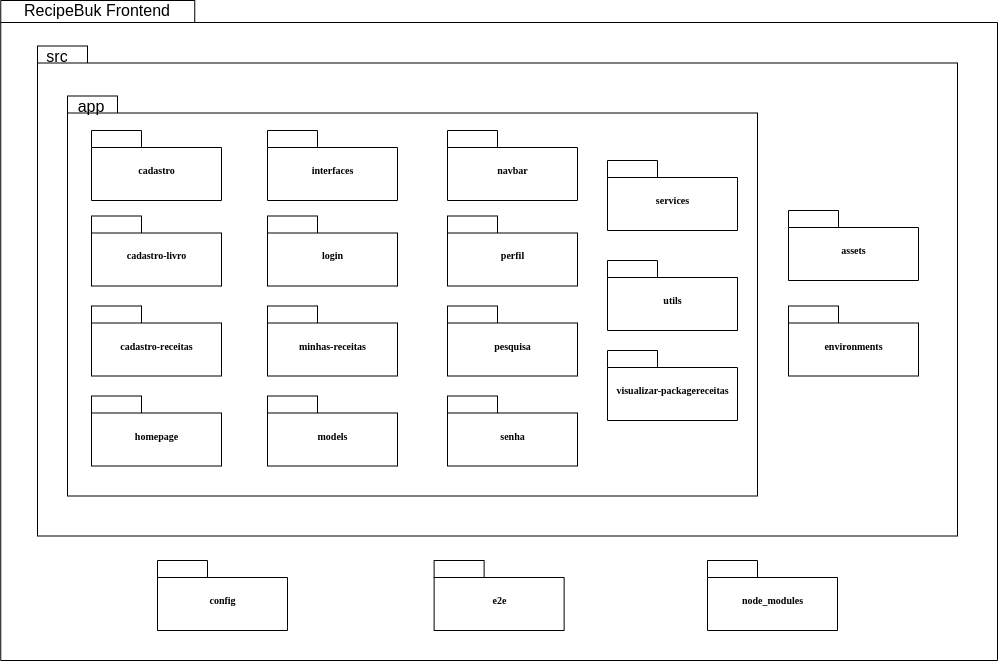 RecipeBuk Frontend
src
app
cadastro
interfaces
navbar
services
cadastro-livro
login
perfil
assets
utils
cadastro-receitas
minhas-receitas
pesquisa
environments
visualizar-packagereceitas
homepage
models
senha
config
e2e
node_modules